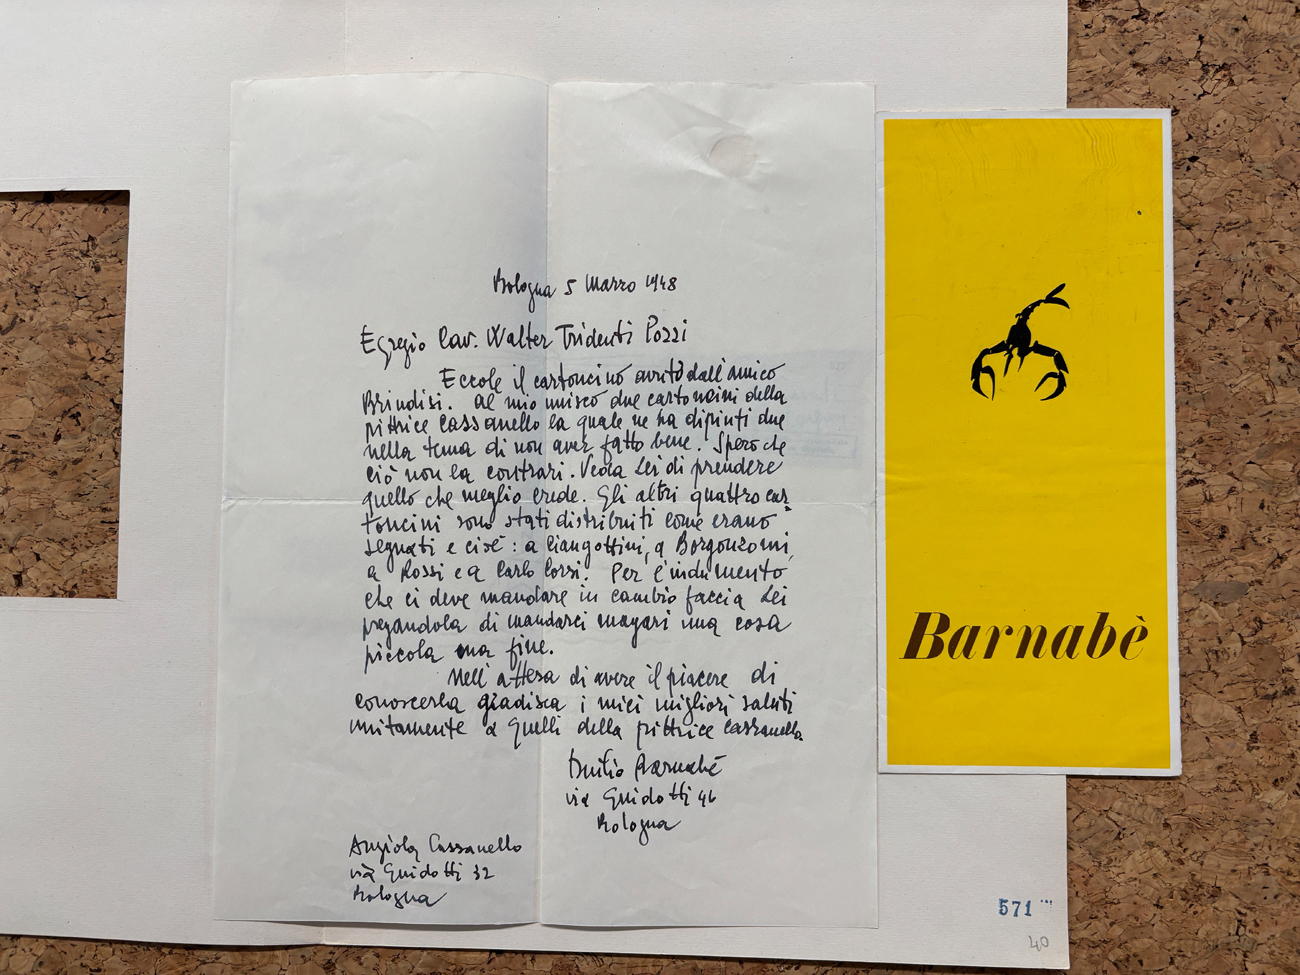 Bologna 5 Marzo 1948
Egregio Cav. Walter Tridenti Pozzi
Eccole il cartoncino avuto dall'amico
Brindisi. Al mio unisco due cartoncini della
pittrice Cassanello la quale ne ha dipinti due
nella tema di non aver fatto bene. Spero che
ciò non la contrari. Veda Lei di prendere
quello che meglio crede. Gli altri quattro car
toncini sono stati distribuiti come erano
segnati e cioè: a Ciangottini, a Borgonzoni,
a Rossi e a Carlo Corsi. Per l'indumento
che ci deve mandare in cambio faccia Lei
pregandola di mandarci magari una cosa
piccola ma fine.
Nell'attesa di avere il piacere di
conoscerla gradisca i miei migliori saluti
unitamente a quelli della pittrice Cassanello.
Duilio Barnabè
via Guidotti 46
Bologna
Angiola Cassanello
via Guidotti 32
Bologna
Barnabè
571
40